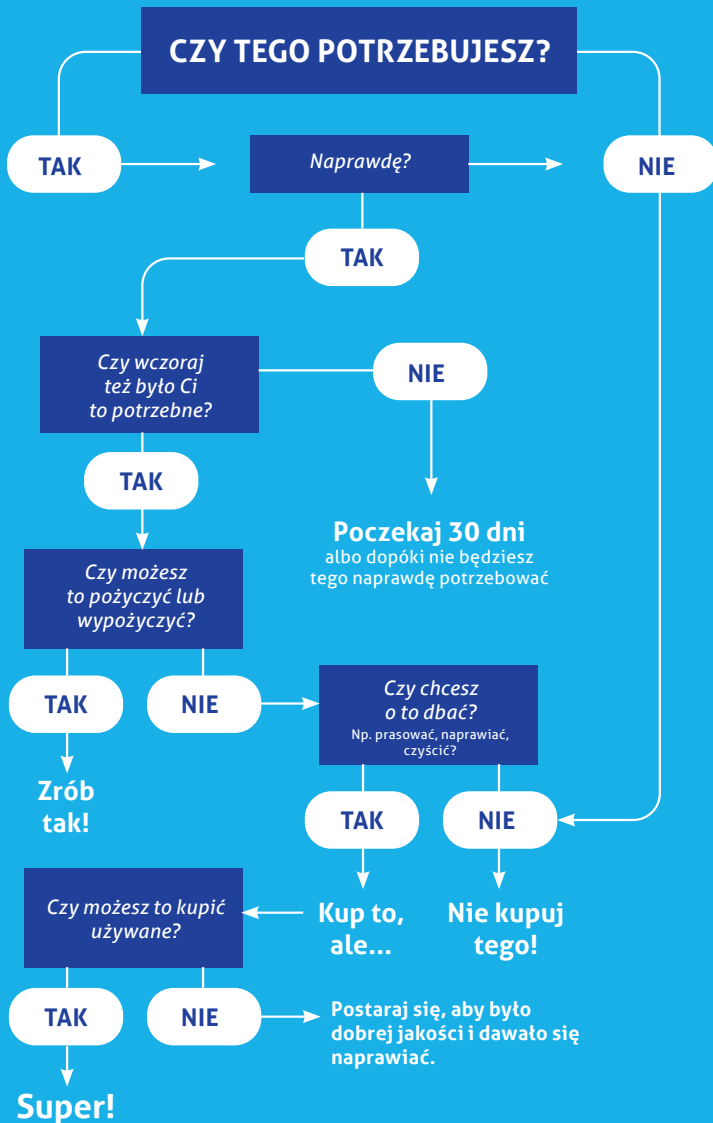 CZY TEGO POTRZEBUJESZ?
TAK
Naprawdę?
NIE
TAK
Czy wczoraj
też było Ci
to potrzebne?
NIE
TAK
Poczekaj 30 dni
albo dopóki nie będziesz
tego naprawdę potrzebować
Czy możesz
to pożyczyć lub
wypożyczyć?
TAK
NIE
Czy chcesz
o to dbać?
Np. prasować, naprawiać,
czyścić?
Zrób
tak!
TAK
NIE
Kup to,
ale...
Nie kupuj
tego!
Czy możesz to kupić
używane?
TAK
NIE
Postaraj się, aby było
dobrej jakości i dawało się
naprawiać.
Super!